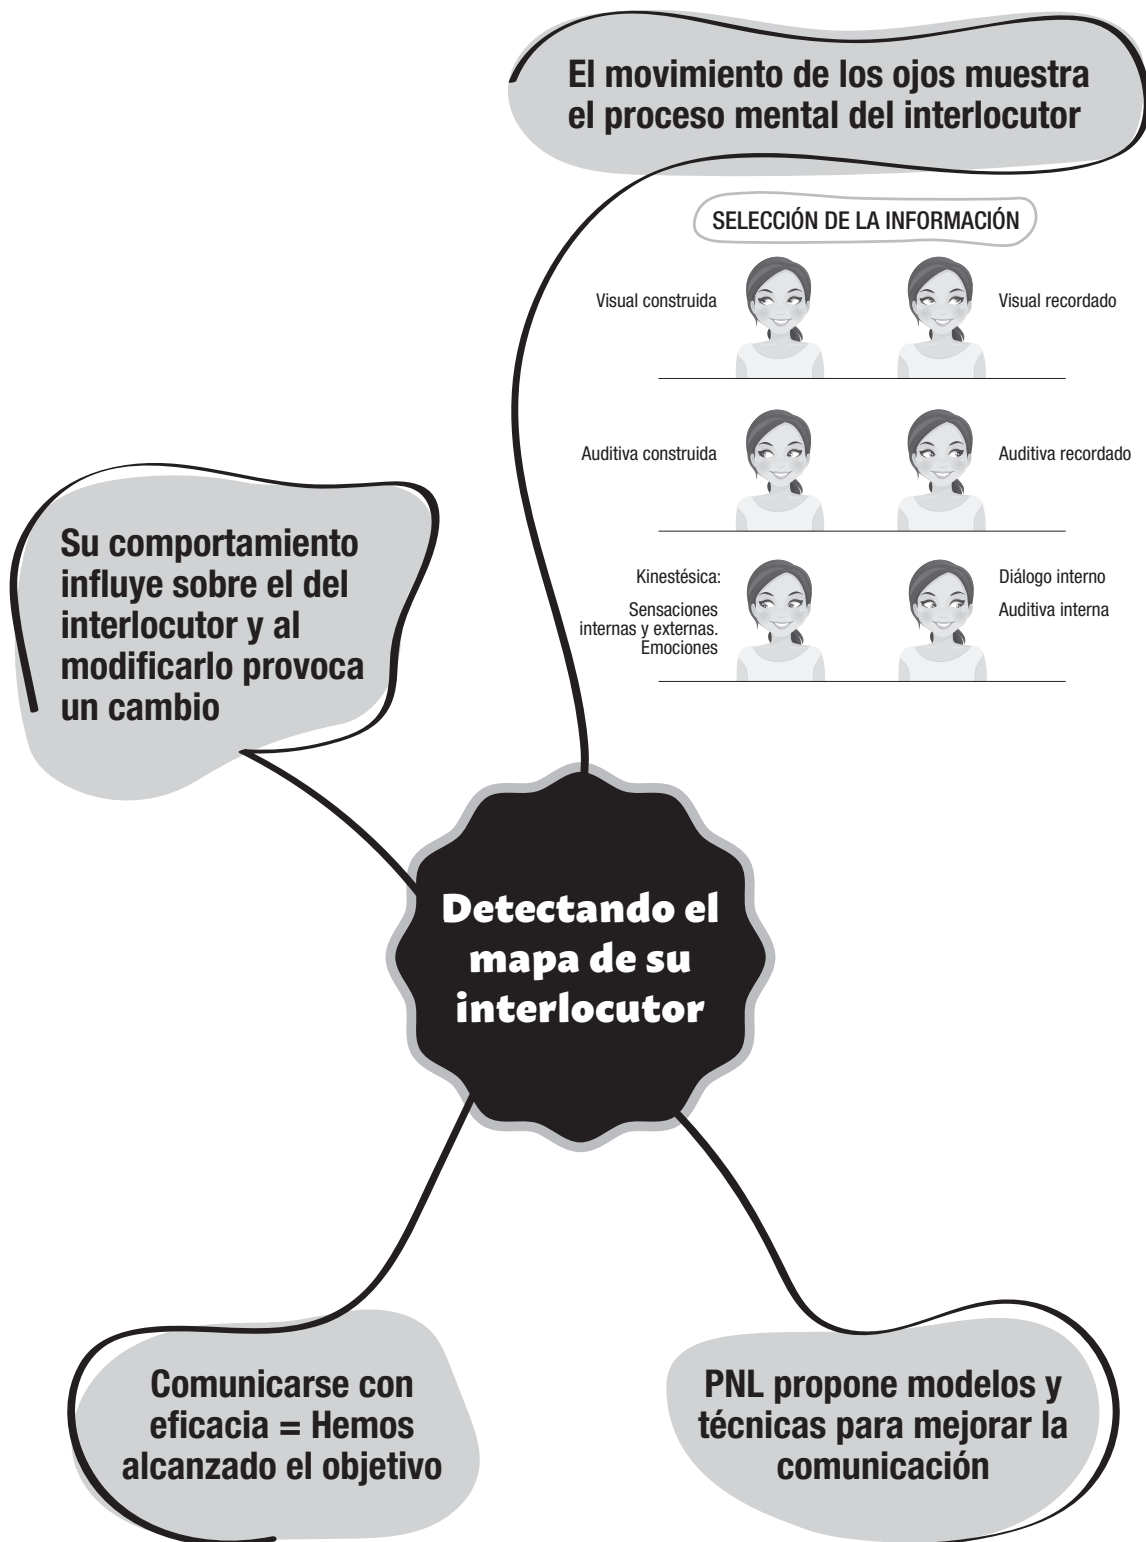 El movimiento de los ojos muestra
el proceso mental del interlocutor
SELECCIÓN DE LA INFORMACIÓN
Visual construida
Visual recordado
Auditiva construida
Auditiva recordado
Kinestésica:
Sensaciones
internas y externas.
Emociones
Diálogo interno
Auditiva interna
Su comportamiento
influye sobre el del
interlocutor y al
modificarlo provoca
un cambio
Detectando el
mapa de su
interlocutor
Comunicarse con
eficacia = Hemos
alcanzado el objetivo
PNL propone modelos y
técnicas para mejorar la
comunicación